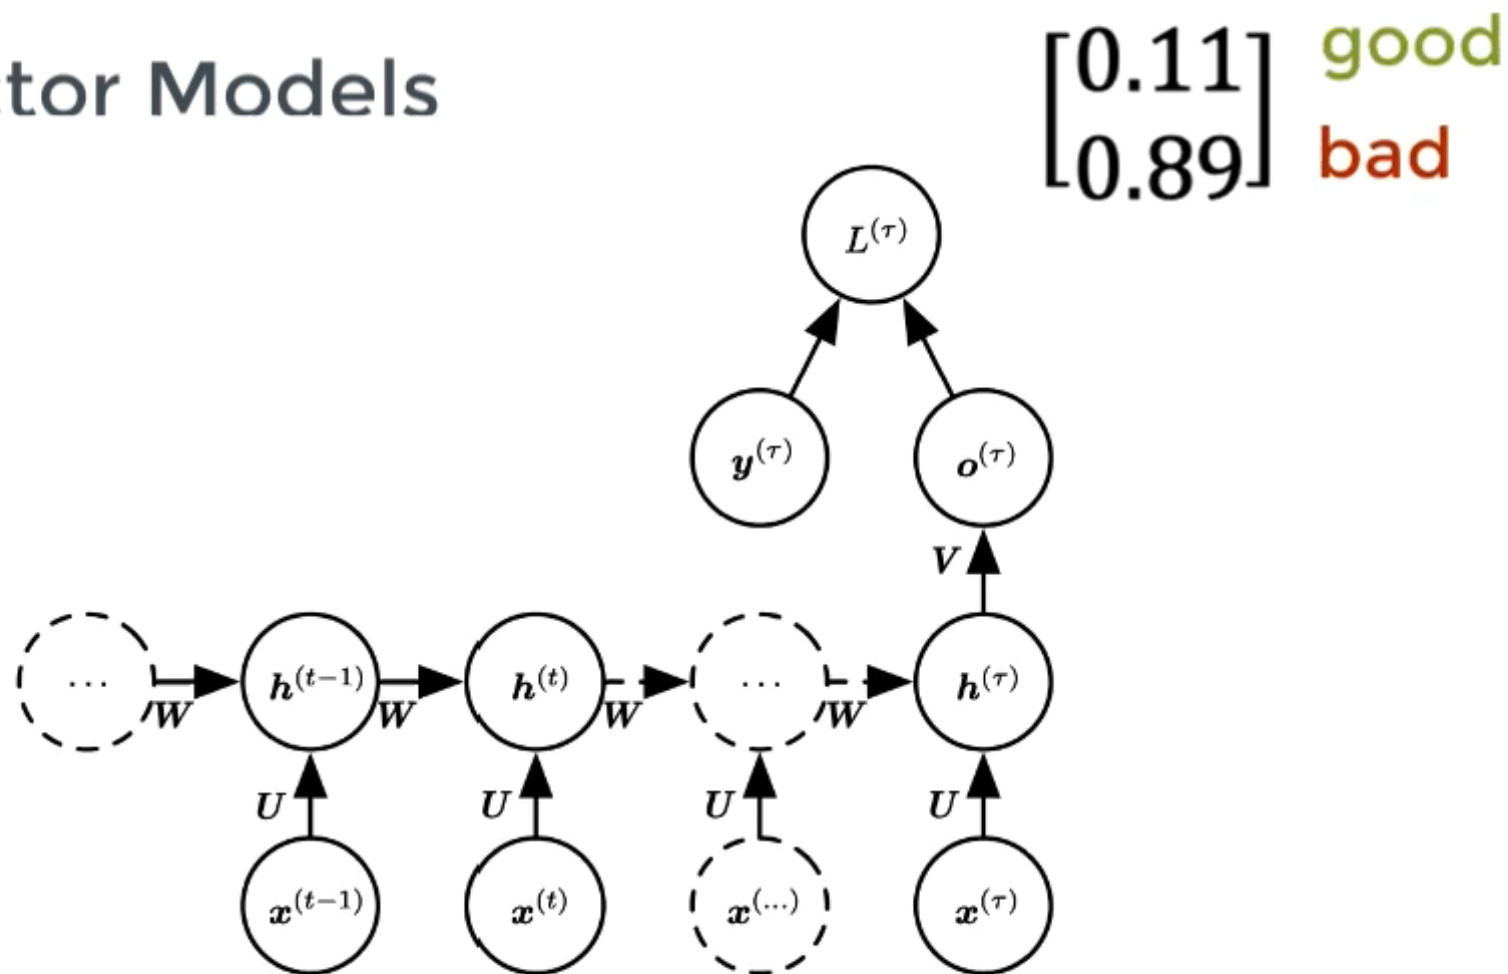 tor Models
[0.11] good
[0.89] bad
L^(τ)
y^(τ) o^(τ)
V
... h^(t−1) h^(t) ... h^(τ)
W W W W
U U U U
x^(t−1) x^(t) x^(...) x^(τ)